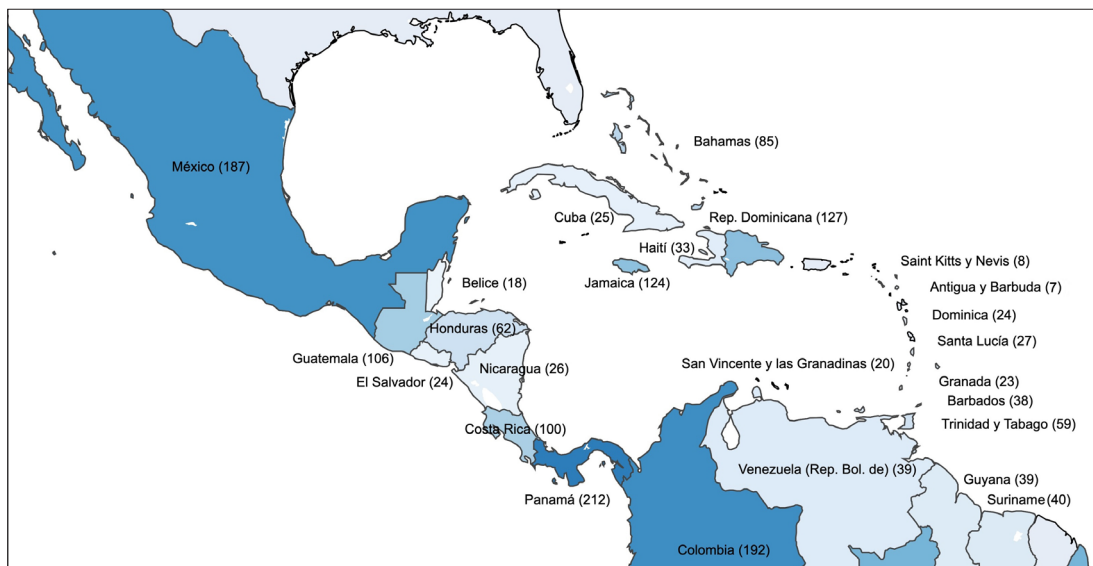 Bahamas (85)
México (187)
Cuba (25)
Rep. Dominicana (127)
Haití (33)
Saint Kitts y Nevis (8)
Belice (18)
Jamaica (124)
Antigua y Barbuda (7)
Dominica (24)
Honduras (62)
Santa Lucía (27)
Guatemala (106)
San Vincente y las Granadinas (20)
Nicaragua (26)
El Salvador (24)
Granada (23)
Barbados (38)
Trinidad y Tabago (59)
Costa Rica (100)
Venezuela (Rep. Bol. de) (39)
Guyana (39)
Panamá (212)
Suriname (40)
Colombia (192)